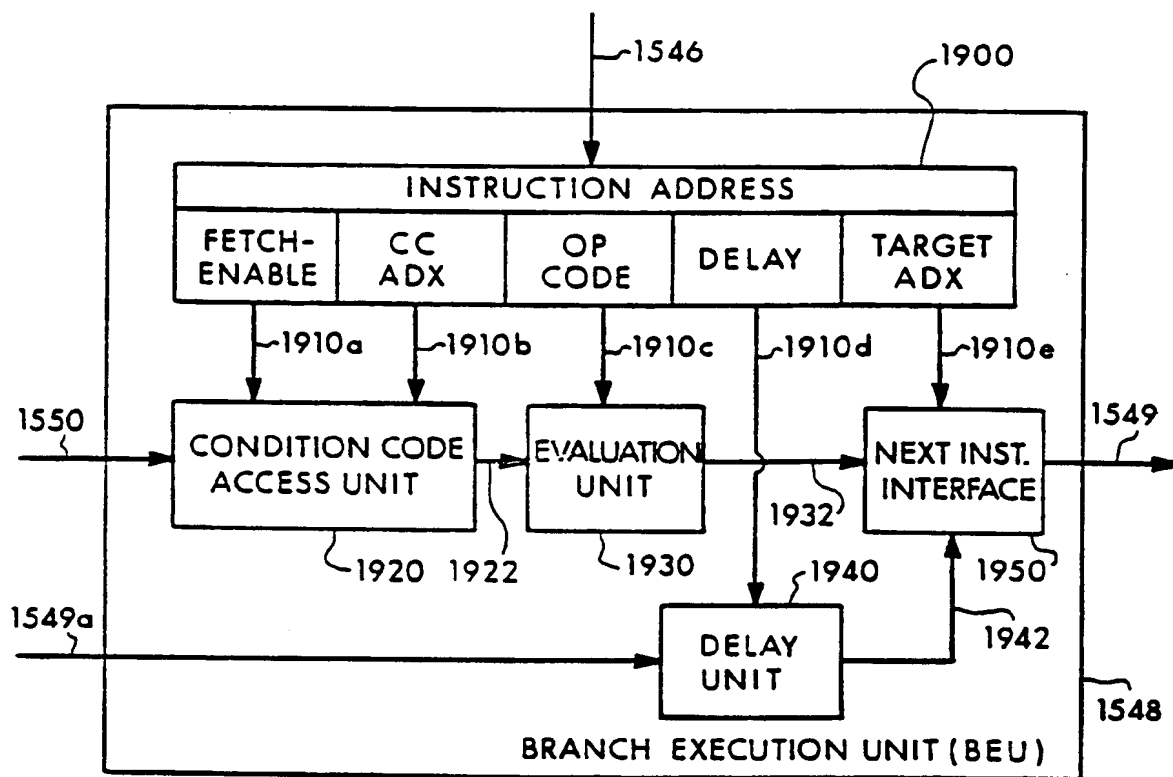 1546
1900
INSTRUCTION ADDRESS
FETCH-
ENABLE
CC
ADX
OP
CODE
DELAY
TARGET
ADX
1910a
1910b
1910c
1910d
1910e
1550
CONDITION CODE
ACCESS UNIT
EVALUATION
UNIT
NEXT INST.
INTERFACE
1549
1920
1922
1930
1932
1940
1950
1549a
DELAY
UNIT
1942
1548
BRANCH EXECUTION UNIT (BEU)